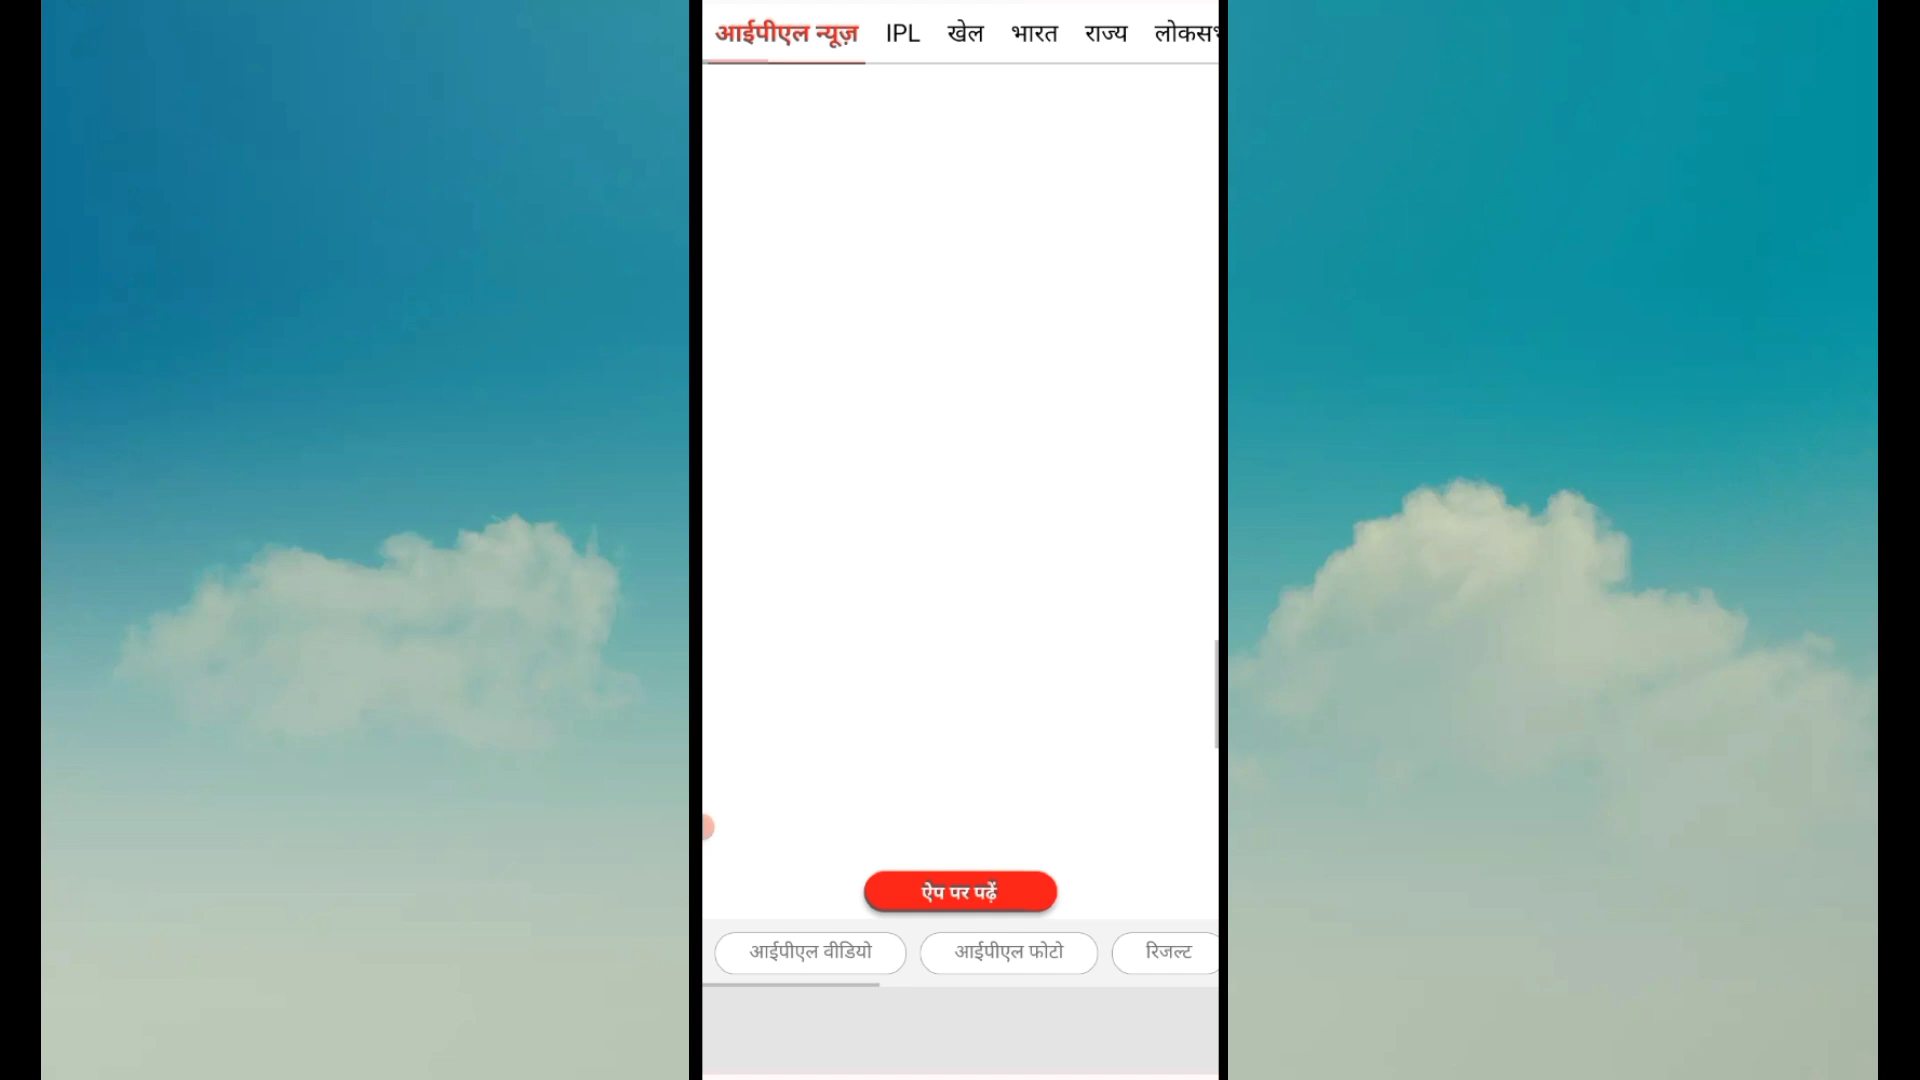 आईपीएल न्यूज़ IPL खेल भारत राज्य
ऐप पर पढ़ें
आईपीएल वीडियो आईपीएल फोटो रिजल्ट